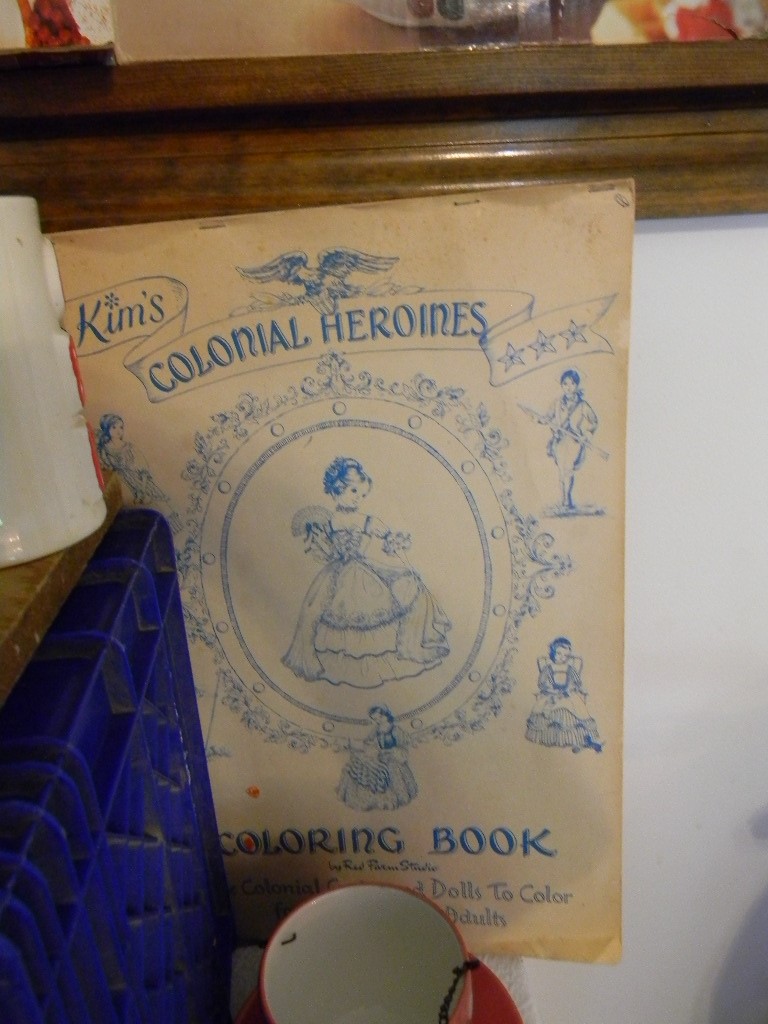 Kim's
COLONIAL HEROINES
COLORING BOOK
by Red Farm Studio
Colonial Dolls To Color
Adults